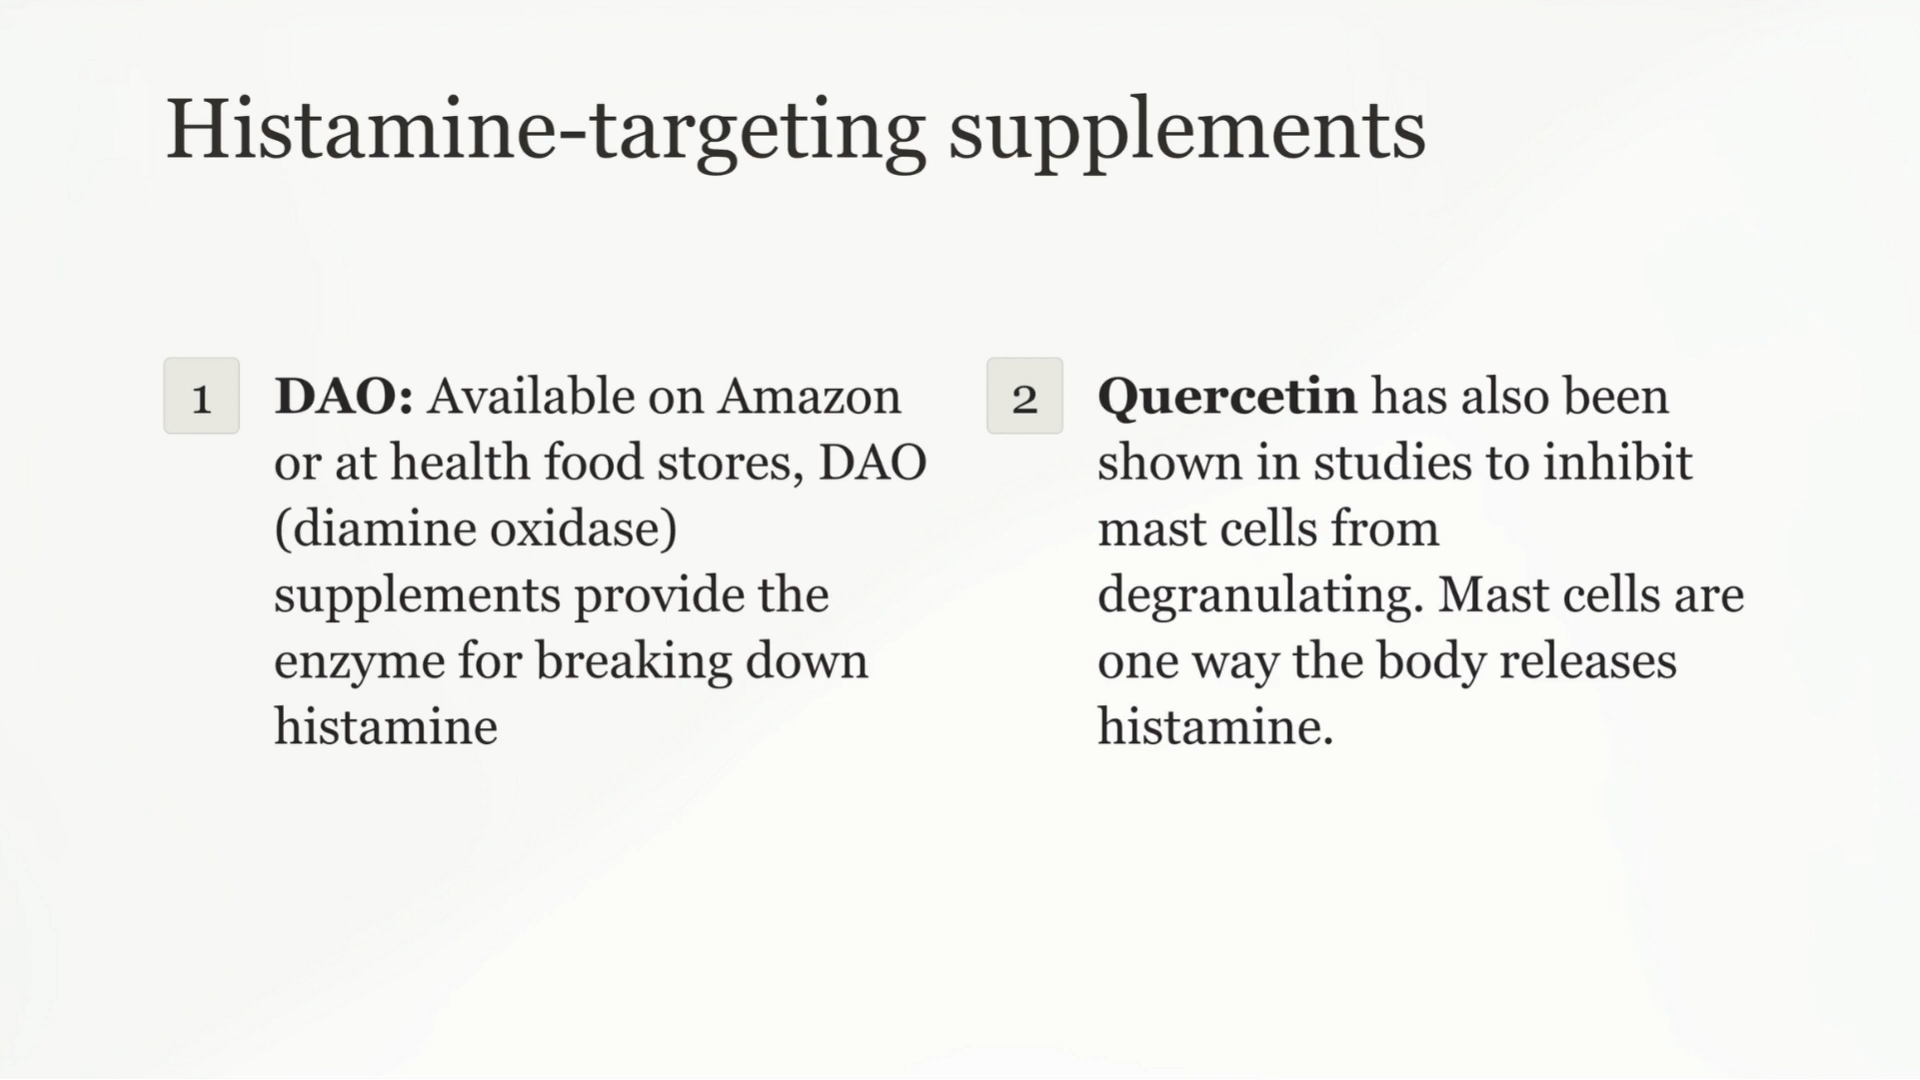 Histamine-targeting supplements
1
DAO: Available on Amazon
or at health food stores, DAO
(diamine oxidase)
supplements provide the
enzyme for breaking down
histamine
2
Quercetin has also been
shown in studies to inhibit
mast cells from
degranulating. Mast cells are
one way the body releases
histamine.